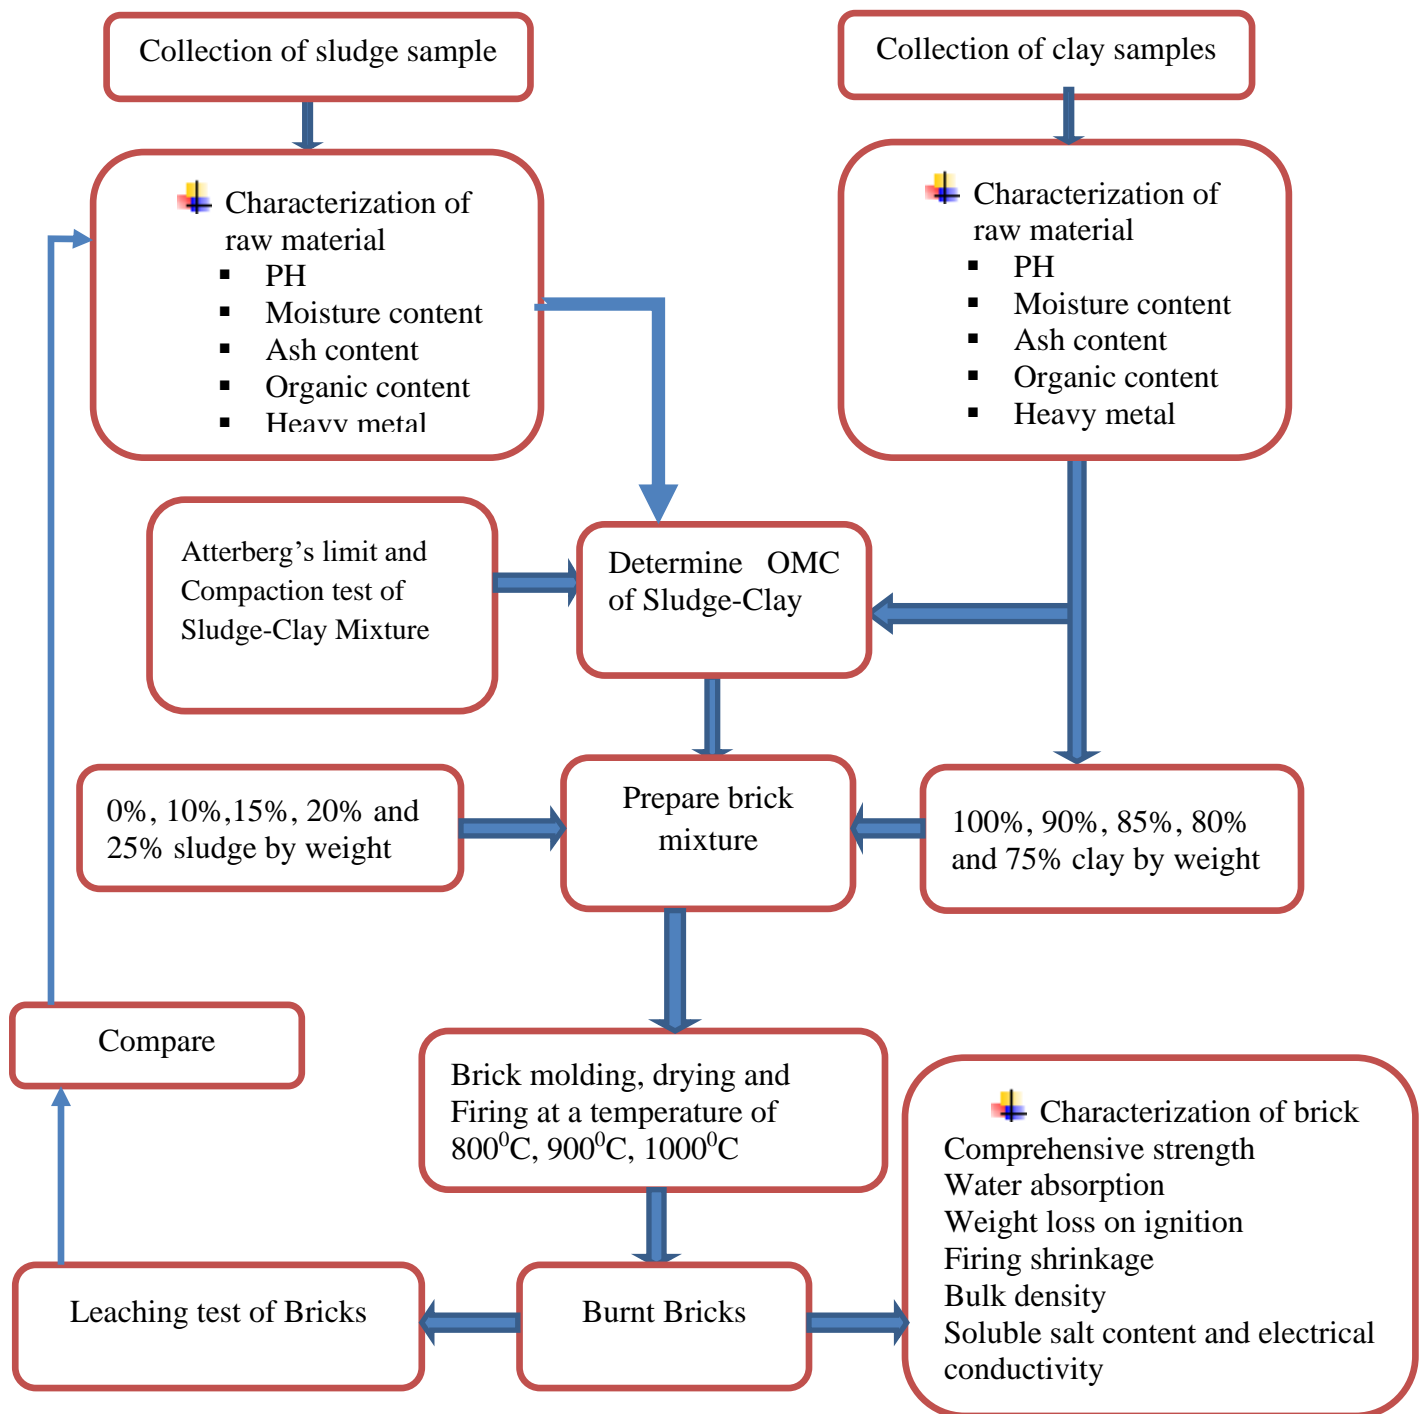 Collection of sludge sample
Collection of clay samples
Characterization of
raw material
▪ PH
▪ Moisture content
▪ Ash content
▪ Organic content
▪ Heavy metal
Characterization of
raw material
▪ PH
▪ Moisture content
▪ Ash content
▪ Organic content
▪ Heavy metal
Atterberg’s limit and
Compaction test of
Sludge-Clay Mixture
Determine OMC
of Sludge-Clay
0%, 10%,15%, 20% and
25% sludge by weight
Prepare brick
mixture
100%, 90%, 85%, 80%
and 75% clay by weight
Compare
Brick molding, drying and
Firing at a temperature of
800⁰C, 900⁰C, 1000⁰C
Characterization of brick
Comprehensive strength
Water absorption
Weight loss on ignition
Firing shrinkage
Bulk density
Soluble salt content and electrical
conductivity
Leaching test of Bricks
Burnt Bricks